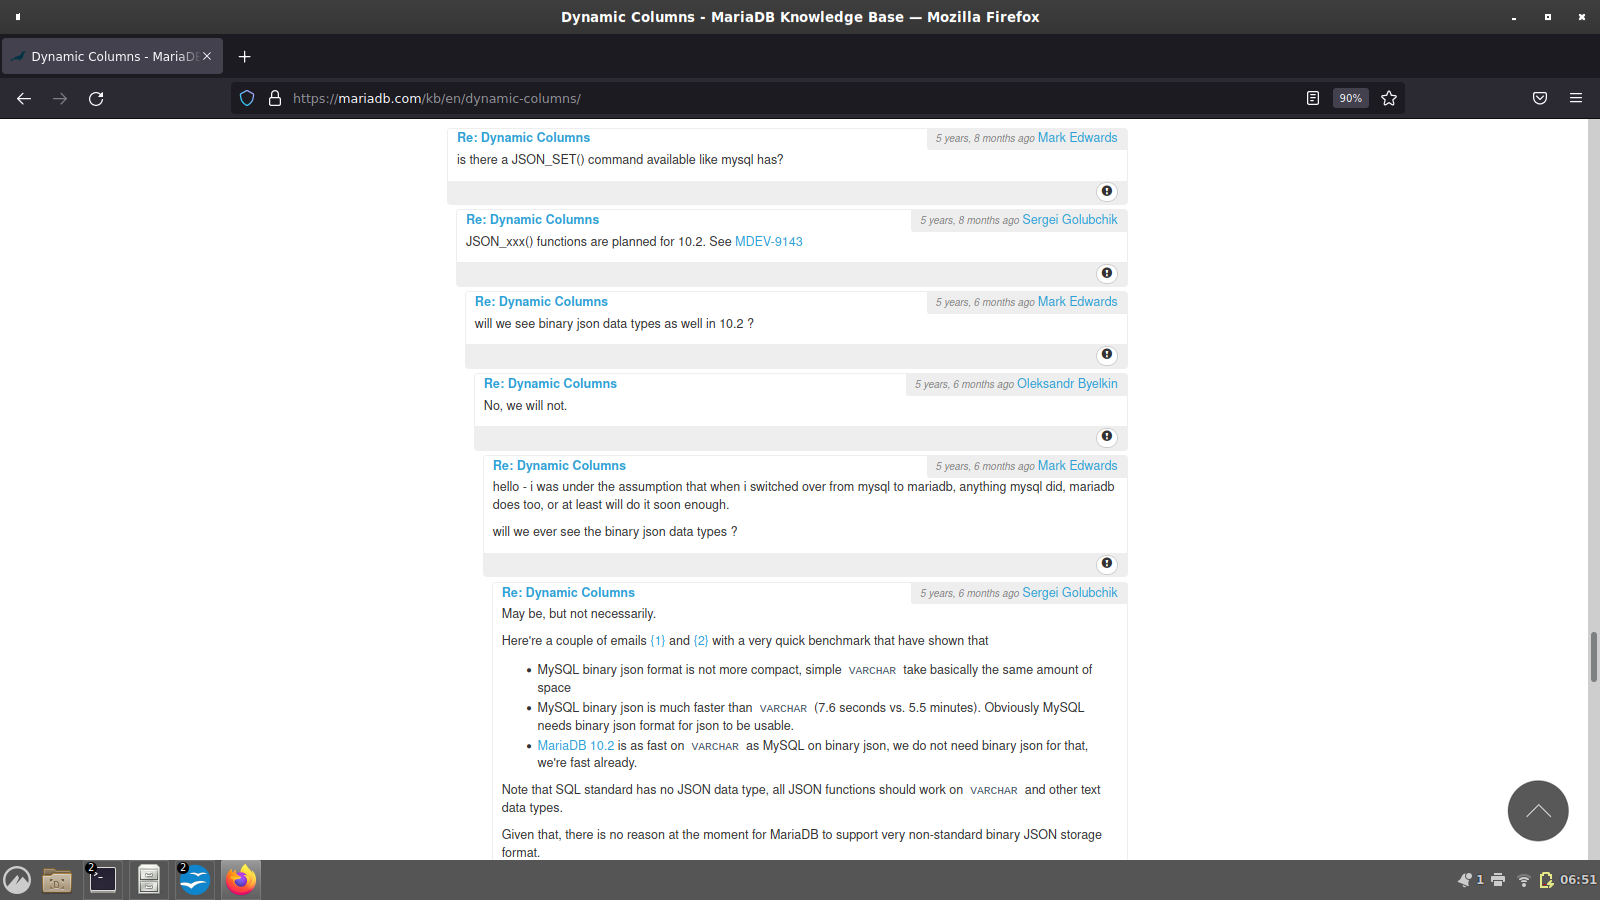 Dynamic Columns - MariaDB Knowledge Base — Mozilla Firefox
Dynamic Columns - MariaDB
https://mariadb.com/kb/en/dynamic-columns/
90%
Re: Dynamic Columns
5 years, 8 months ago Mark Edwards
is there a JSON_SET() command available like mysql has?
Re: Dynamic Columns
5 years, 8 months ago Sergei Golubchik
JSON_xxx() functions are planned for 10.2. See MDEV-9143
Re: Dynamic Columns
5 years, 6 months ago Mark Edwards
will we see binary json data types as well in 10.2 ?
Re: Dynamic Columns
5 years, 6 months ago Oleksandr Byelkin
No, we will not.
Re: Dynamic Columns
5 years, 6 months ago Mark Edwards
hello - i was under the assumption that when i switched over from mysql to mariadb, anything mysql did, mariadb
does too, or at least will do it soon enough.
will we ever see the binary json data types ?
Re: Dynamic Columns
5 years, 6 months ago Sergei Golubchik
May be, but not necessarily.
Here're a couple of emails {1} and {2} with a very quick benchmark that have shown that
• MySQL binary json format is not more compact, simple VARCHAR take basically the same amount of
space
• MySQL binary json is much faster than VARCHAR (7.6 seconds vs. 5.5 minutes). Obviously MySQL
needs binary json format for json to be usable.
• MariaDB 10.2 is as fast on VARCHAR as MySQL on binary json, we do not need binary json for that,
we're fast already.
Note that SQL standard has no JSON data type, all JSON functions should work on VARCHAR and other text
data types.
Given that, there is no reason at the moment for MariaDB to support very non-standard binary JSON storage
format.
2
2
1
06:51